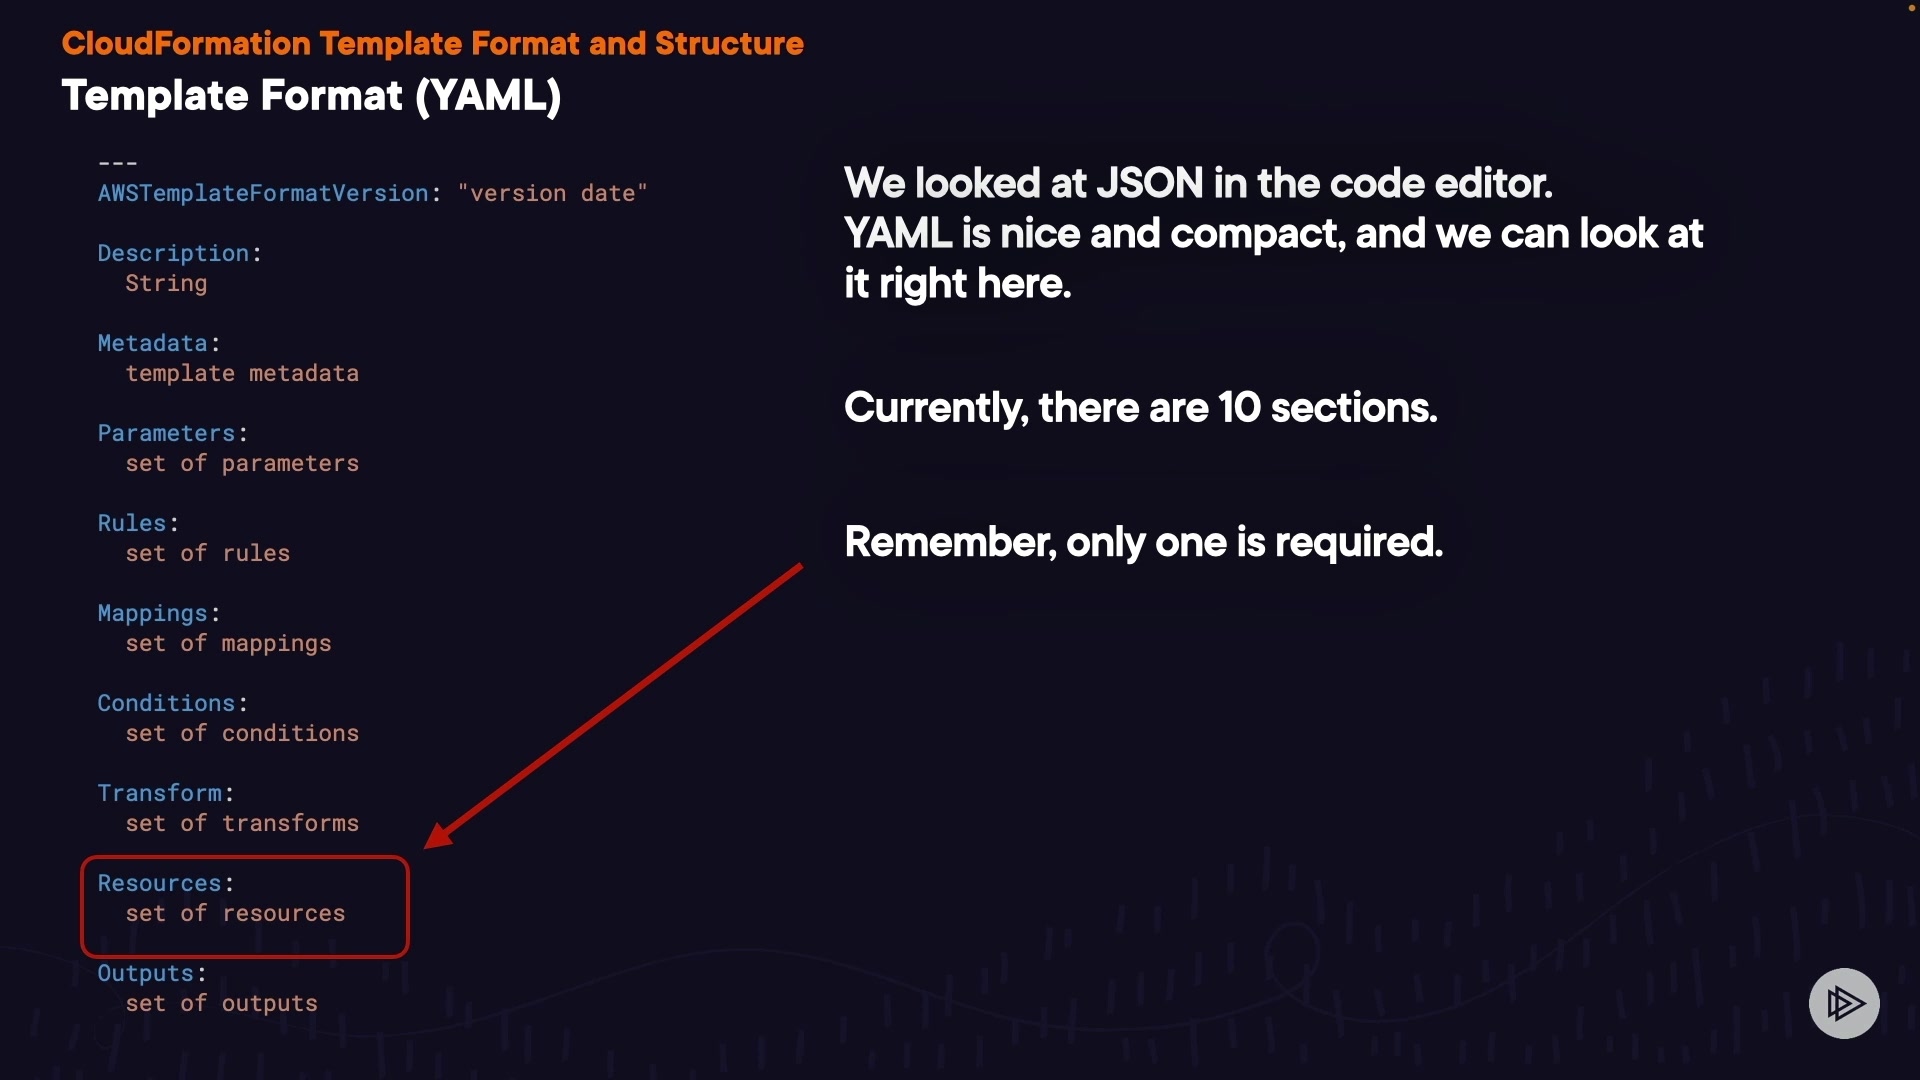 CloudFormation Template Format and Structure
Template Format (YAML)
---
AWSTemplateFormatVersion: "version date"
Description:
String
Metadata:
template metadata
Parameters:
set of parameters
Rules:
set of rules
Mappings:
set of mappings
Conditions:
set of conditions
Transform:
set of transforms
Resources:
set of resources
Outputs:
set of outputs
We looked at JSON in the code editor.
YAML is nice and compact, and we can look at
it right here.
Currently, there are 10 sections.
Remember, only one is required.